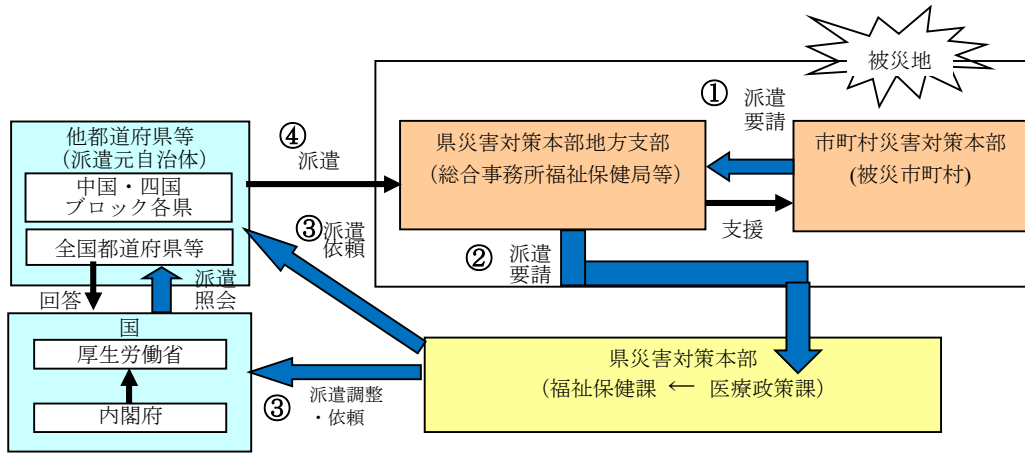 被災地
① 派遣
要請
他都道府県等
（派遣元自治体）
中国・四国
ブロック各県
全国都道府県等
④
派遣
県災害対策本部地方支部
（総合事務所福祉保健局等）
市町村災害対策本部
(被災市町村)
支援
③派遣
依頼
② 派遣
要請
派遣
照会
回答
国
厚生労働省
内閣府
③
派遣調整
・依頼
県災害対策本部
（福祉保健課 ← 医療政策課）